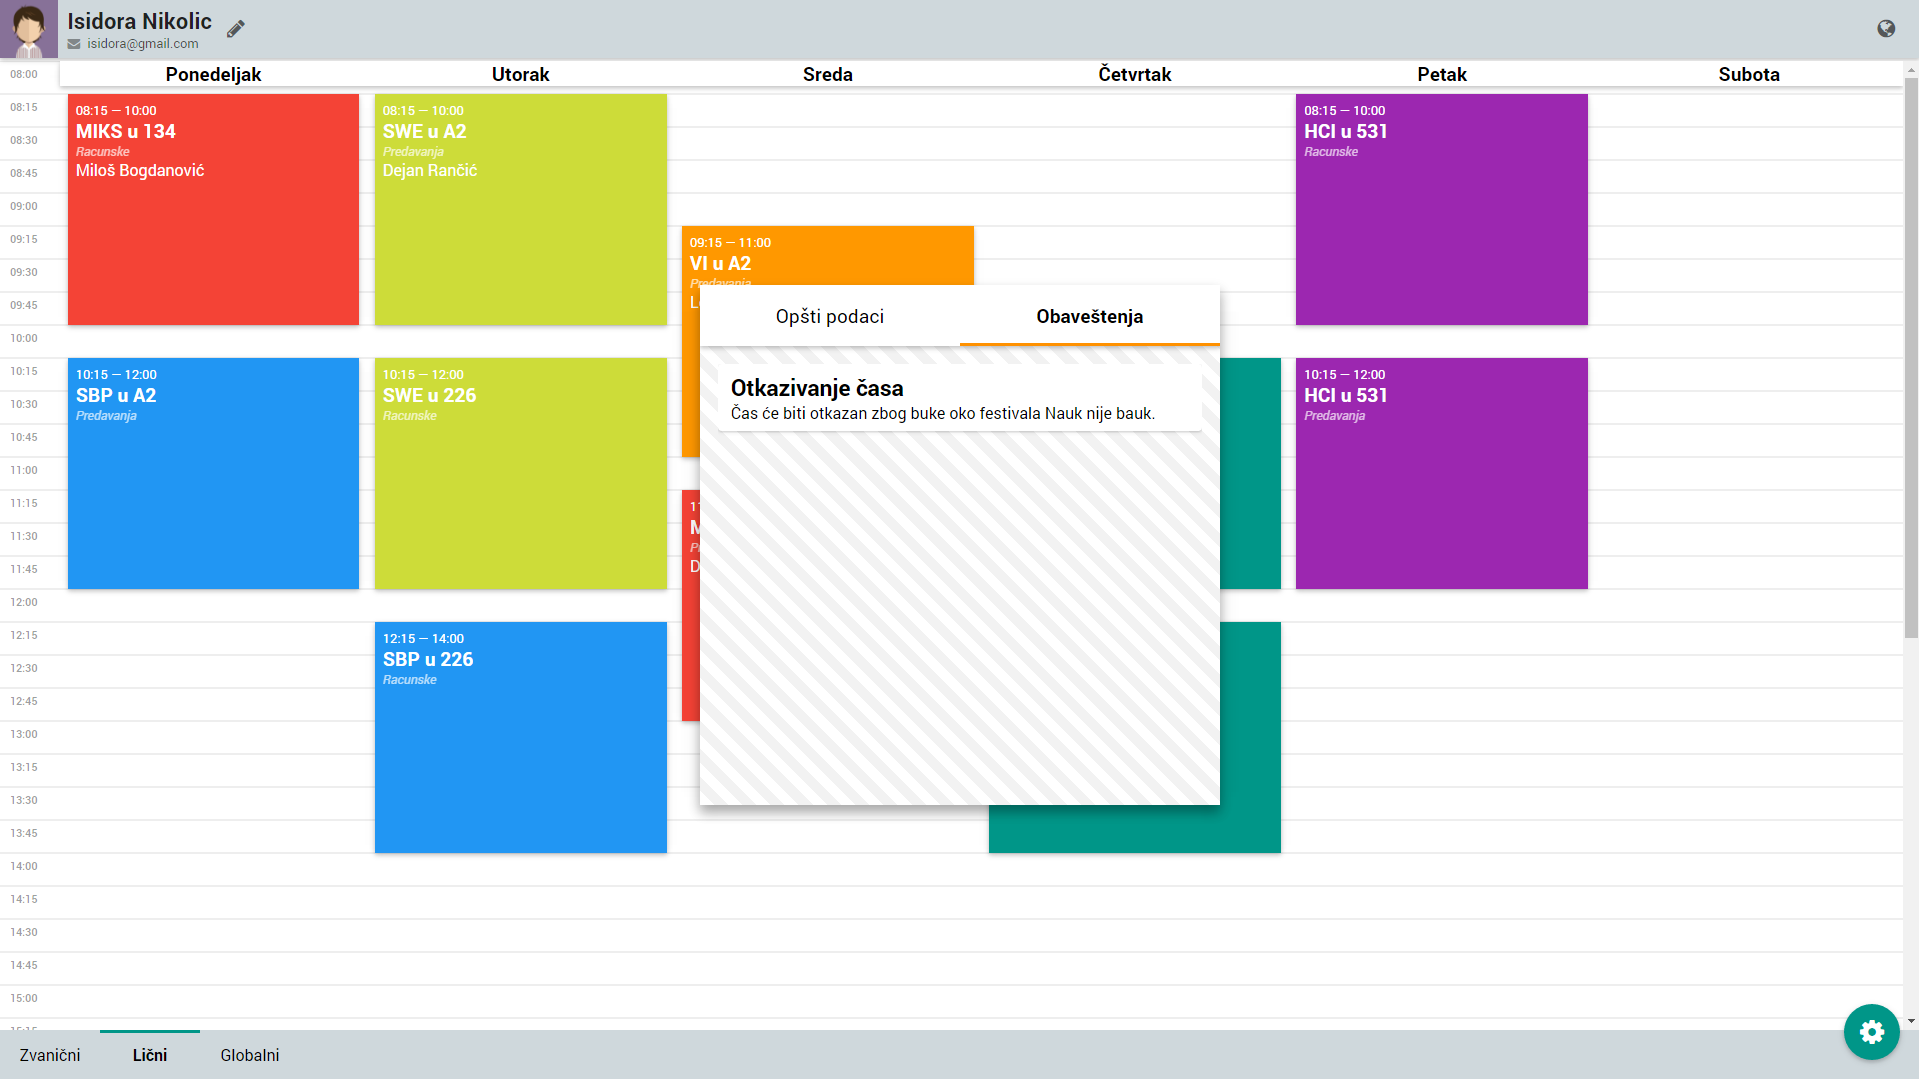 Isidora Nikolic
isidora@gmail.com
Ponedeljak
Utorak
Sreda
Četvrtak
Petak
Subota
08:00
08:15
08:30
08:45
09:00
09:15
09:30
09:45
10:00
10:15
10:30
10:45
11:00
11:15
11:30
11:45
12:00
12:15
12:30
12:45
13:00
13:15
13:30
13:45
14:00
14:15
14:30
14:45
15:00
15:15
08:15 — 10:00
MIKS u 134
Racunske
Miloš Bogdanović
10:15 — 12:00
SBP u A2
Predavanja
08:15 — 10:00
SWE u A2
Predavanja
Dejan Rančić
10:15 — 12:00
SWE u 226
Racunske
12:15 — 14:00
SBP u 226
Racunske
09:15 — 11:00
VI u A2
Predavanja
Opšti podaci
Obaveštenja
Otkazivanje časa
Čas će biti otkazan zbog buke oko festivala Nauk nije bauk.
08:15 — 10:00
HCI u 531
Racunske
10:15 — 12:00
HCI u 531
Predavanja
Zvanični
Lični
Globalni